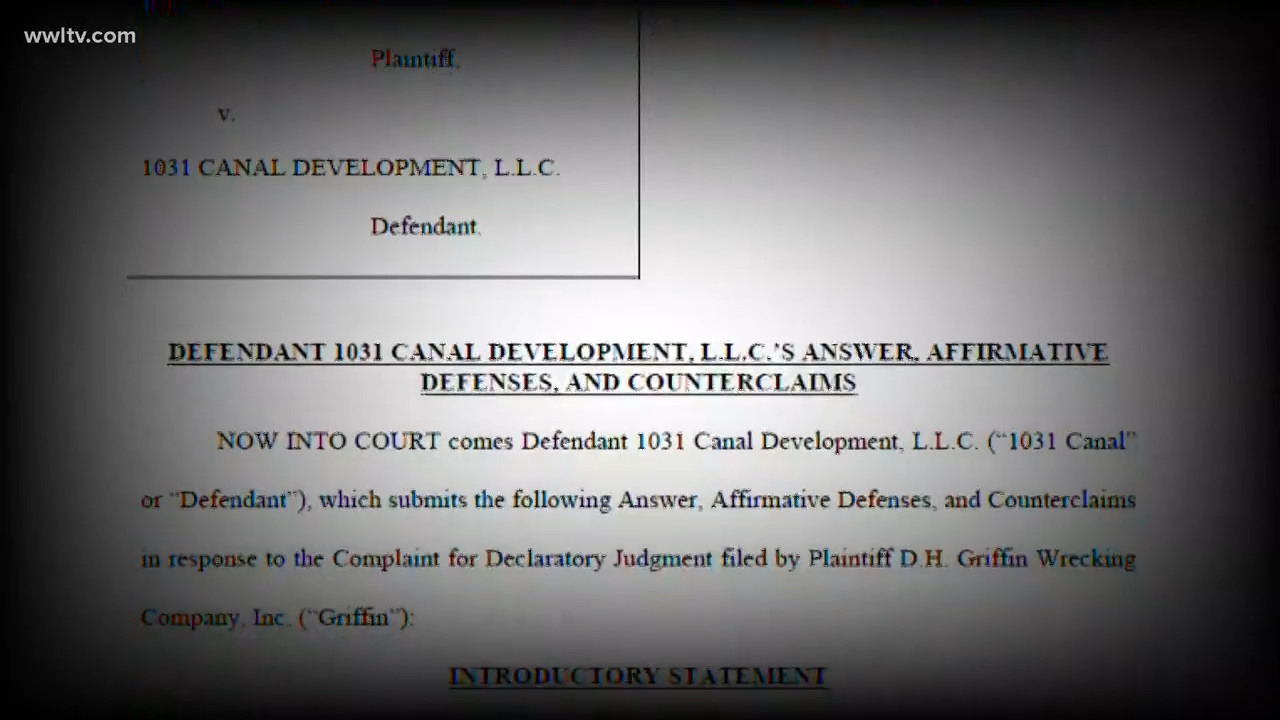 wwltv.com
Plaintiff,
v.
1031 CANAL DEVELOPMENT, L.L.C.
Defendant.
DEFENDANT 1031 CANAL DEVELOPMENT, L.L.C.'S ANSWER, AFFIRMATIVE
DEFENSES, AND COUNTERCLAIMS
NOW INTO COURT comes Defendant 1031 Canal Development, L.L.C. ("1031 Canal"
or "Defendant"), which submits the following Answer, Affirmative Defenses, and Counterclaims
in response to the Complaint for Declaratory Judgment filed by Plaintiff D.H. Griffin Wrecking
Company, Inc. ("Griffin"):
INTRODUCTORY STATEMENT